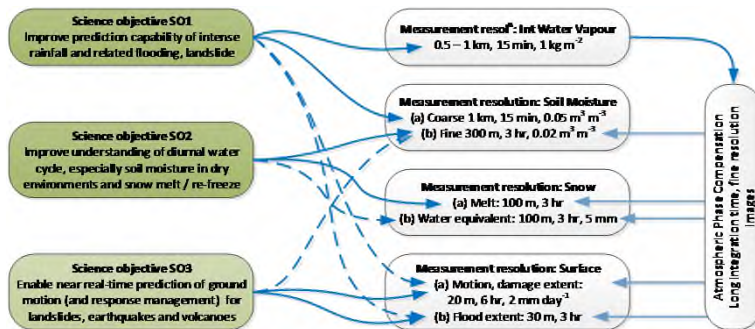 Science objective SO1
Improve prediction capability of intense
rainfall and related flooding, landslide
Science objective SO2
Improve understanding of diurnal water
cycle, especially soil moisture in dry
environments and snow melt / re-freeze
Science objective SO3
Enable near real-time prediction of ground
motion (and response management) for
landslides, earthquakes and volcanoes
Measurement resolⁿ: Int Water Vapour
0.5 – 1 km, 15 min, 1 kg m⁻²
Measurement resolution: Soil Moisture
(a) Coarse 1 km, 15 min, 0.05 m³ m⁻³
(b) Fine 300 m, 3 hr, 0.02 m³ m⁻³
Measurement resolution: Snow
(a) Melt: 100 m, 3 hr
(b) Water equivalent: 100 m, 3 hr, 5 mm
Measurement resolution: Surface
(a) Motion, damage extent:
20 m, 6 hr, 2 mm day⁻¹
(b) Flood extent: 30 m, 3 hr
Atmospheric Phase Compensation
Long integration time, fine resolution
images